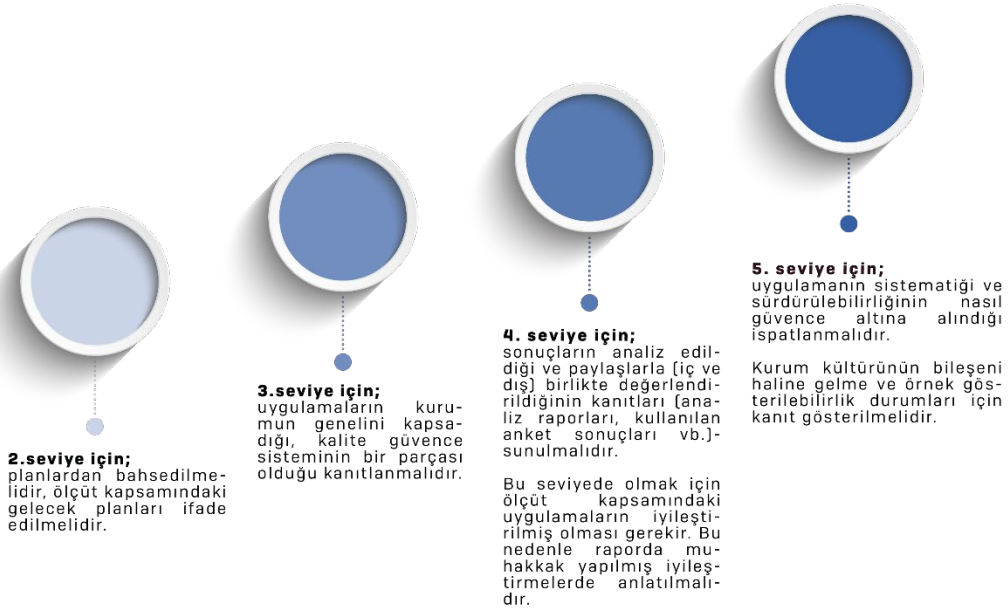 2.seviye için;
planlardan bahsedilme-
lidir, ölçüt kapsamındaki
gelecek planları ifade
edilmelidir.
3.seviye için;
uygulamaların kuru-
mun genelini kapsa-
dığı, kalite güvence
sisteminin bir parçası
olduğu kanıtlanmalıdır.
4. seviye için;
sonuçların analiz edil-
diği ve paylaşlarla (iç ve
dış) birlikte değerlendi-
rildiğinin kanıtları (ana-
liz raporları, kullanılan
anket sonuçları vb.)-
sunulmalıdır.
Bu seviyede olmak için
ölçüt kapsamındaki
uygulamaların iyileşti-
rilmiş olması gerekir. Bu
nedenle raporda mu-
hakkak yapılmış iyileş-
tirmelerde anlatılmalı-
dır.
5. seviye için;
uygulamanın sistematiği ve
sürdürülebilirliğinin nasıl
güvence altına alındığı
ispatlanmalıdır.
Kurum kültürünün bileşeni
haline gelme ve örnek gös-
terilebilirlik durumları için
kanıt gösterilmelidir.